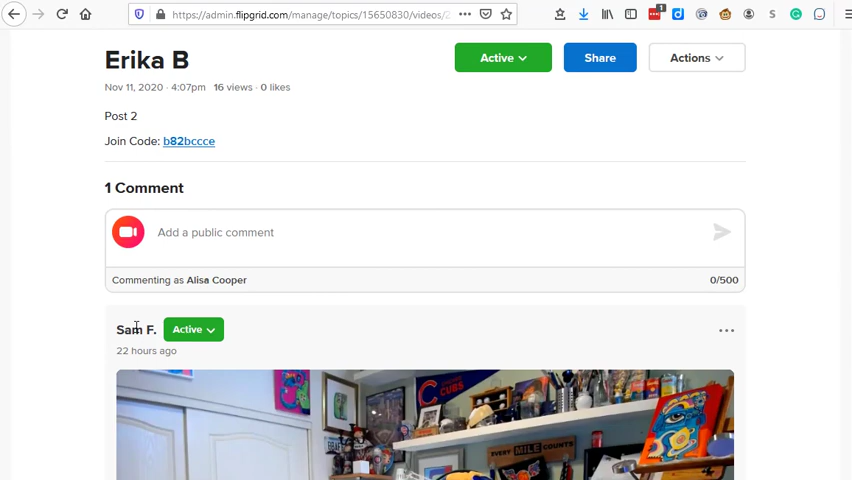 https://admin.flipgrid.com/manage/topics/15650830/videos/
1
S
Erika B
Active
Share
Actions
Nov 11, 2020 · 4:07pm 16 views · 0 likes
Post 2
Join Code: b82bccce
1 Comment
Add a public comment
Commenting as Alisa Cooper
0/500
Sam F.
Active
22 hours ago
CUBS
EVERY MILE COUNTS